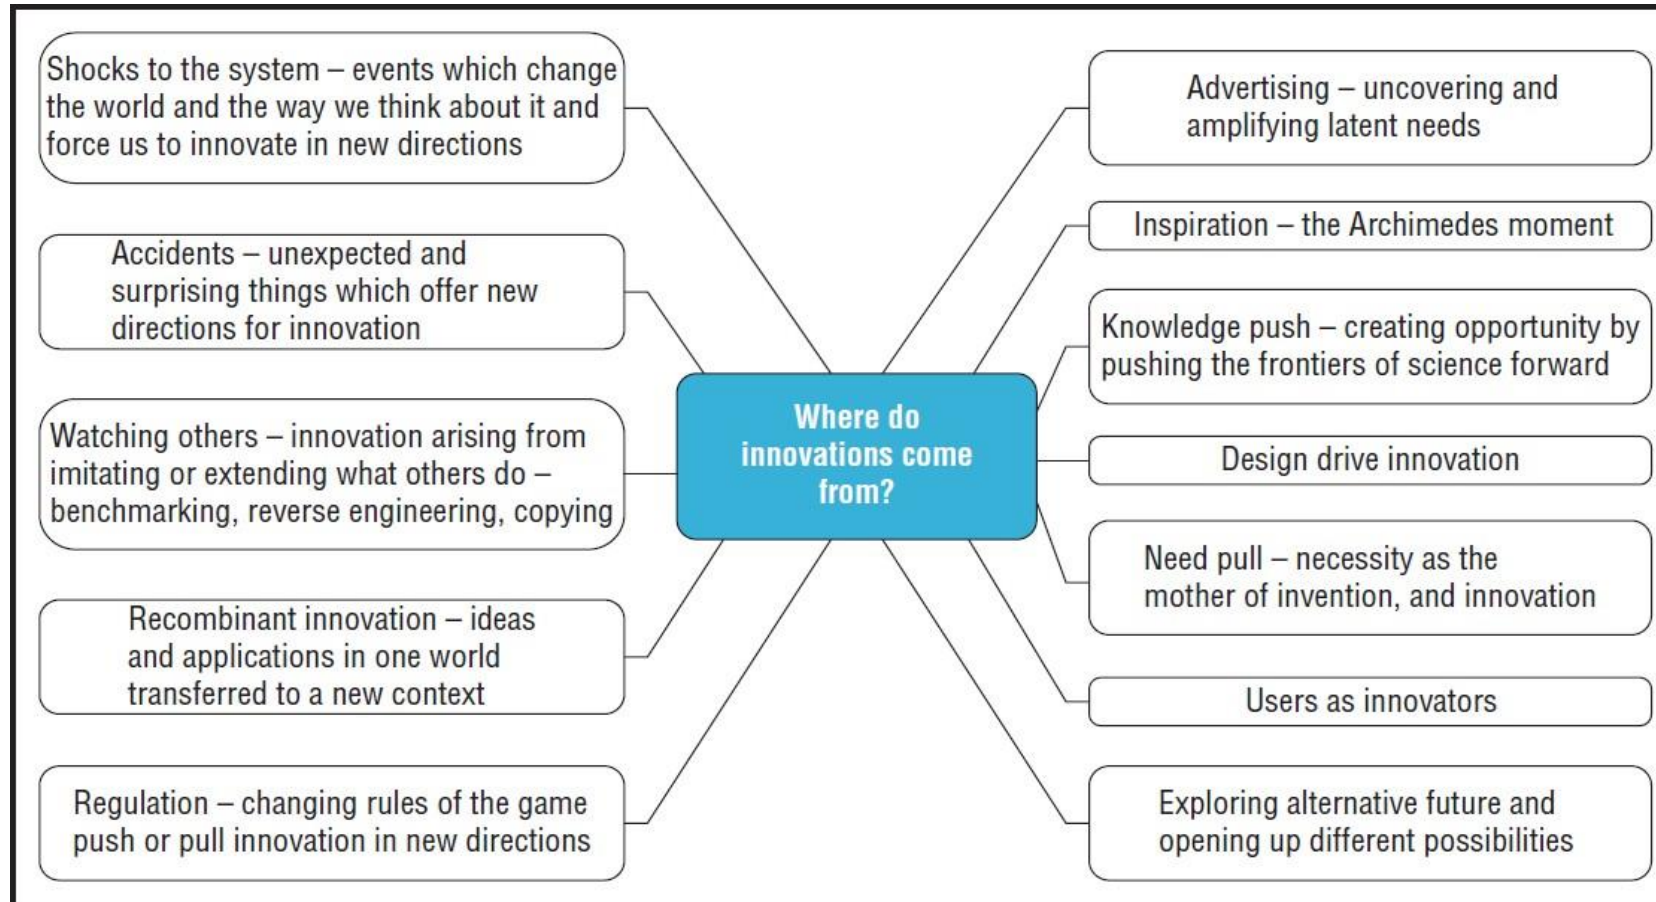 Shocks to the system – events which change
the world and the way we think about it and
force us to innovate in new directions
Accidents – unexpected and
surprising things which offer new
directions for innovation
Watching others – innovation arising from
imitating or extending what others do –
benchmarking, reverse engineering, copying
Recombinant innovation – ideas
and applications in one world
transferred to a new context
Regulation – changing rules of the game
push or pull innovation in new directions
Where do
innovations come
from?
Advertising – uncovering and
amplifying latent needs
Inspiration – the Archimedes moment
Knowledge push – creating opportunity by
pushing the frontiers of science forward
Design drive innovation
Need pull – necessity as the
mother of invention, and innovation
Users as innovators
Exploring alternative future and
opening up different possibilities